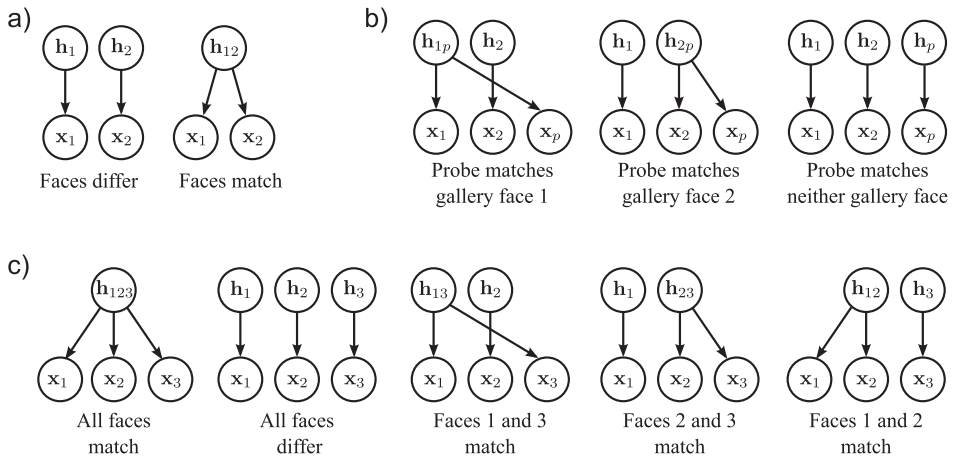 a)
h₁ h₂ h₁₂
x₁ x₂ x₁ x₂
Faces differ
Faces match
b)
h₁ₚ h₂ h₁ h₂ₚ h₁ h₂ hₚ
x₁ x₂ xₚ x₁ x₂ xₚ x₁ x₂ xₚ
Probe matches
gallery face 1
Probe matches
gallery face 2
Probe matches
neither gallery face
c)
h₁₂₃ h₁ h₂ h₃ h₁₃ h₂ h₁ h₂₃ h₁₂ h₃
x₁ x₂ x₃ x₁ x₂ x₃ x₁ x₂ x₃ x₁ x₂ x₃ x₁ x₂ x₃
All faces
match
All faces
differ
Faces 1 and 3
match
Faces 2 and 3
match
Faces 1 and 2
match